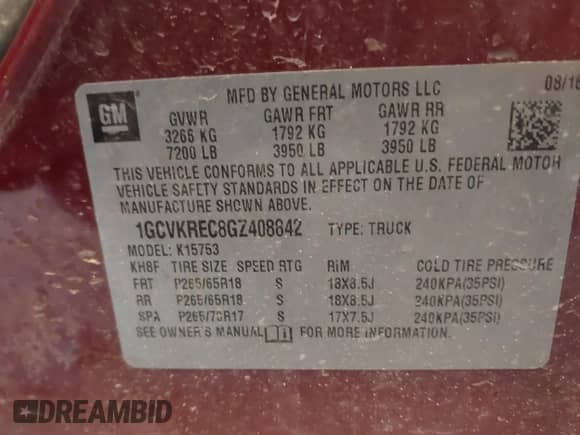 GM
MFD BY GENERAL MOTORS LLC 08/16
GVWR GAWR FRT GAWR RR
3266 KG 1792 KG 1792 KG
7200 LB 3950 LB 3950 LB
THIS VEHICLE CONFORMS TO ALL APPLICABLE U.S. FEDERAL MOTOR
VEHICLE SAFETY STANDARDS IN EFFECT ON THE DATE OF
MANUFACTURE SHOWN ABOVE.
1GCVKREC8GZ408642 TYPE: TRUCK
MODEL: K15753
KH8F TIRE SIZE SPEED RTG RIM COLD TIRE PRESSURE
FRT P265/65R18 S 18X8.5J 240KPA(35PSI)
RR P265/65R18 S 18X8.5J 240KPA(35PSI)
SPA P265/70R17 S 17X7.5J 240KPA(35PSI)
SEE OWNER'S MANUAL FOR MORE INFORMATION.
DREAMBID